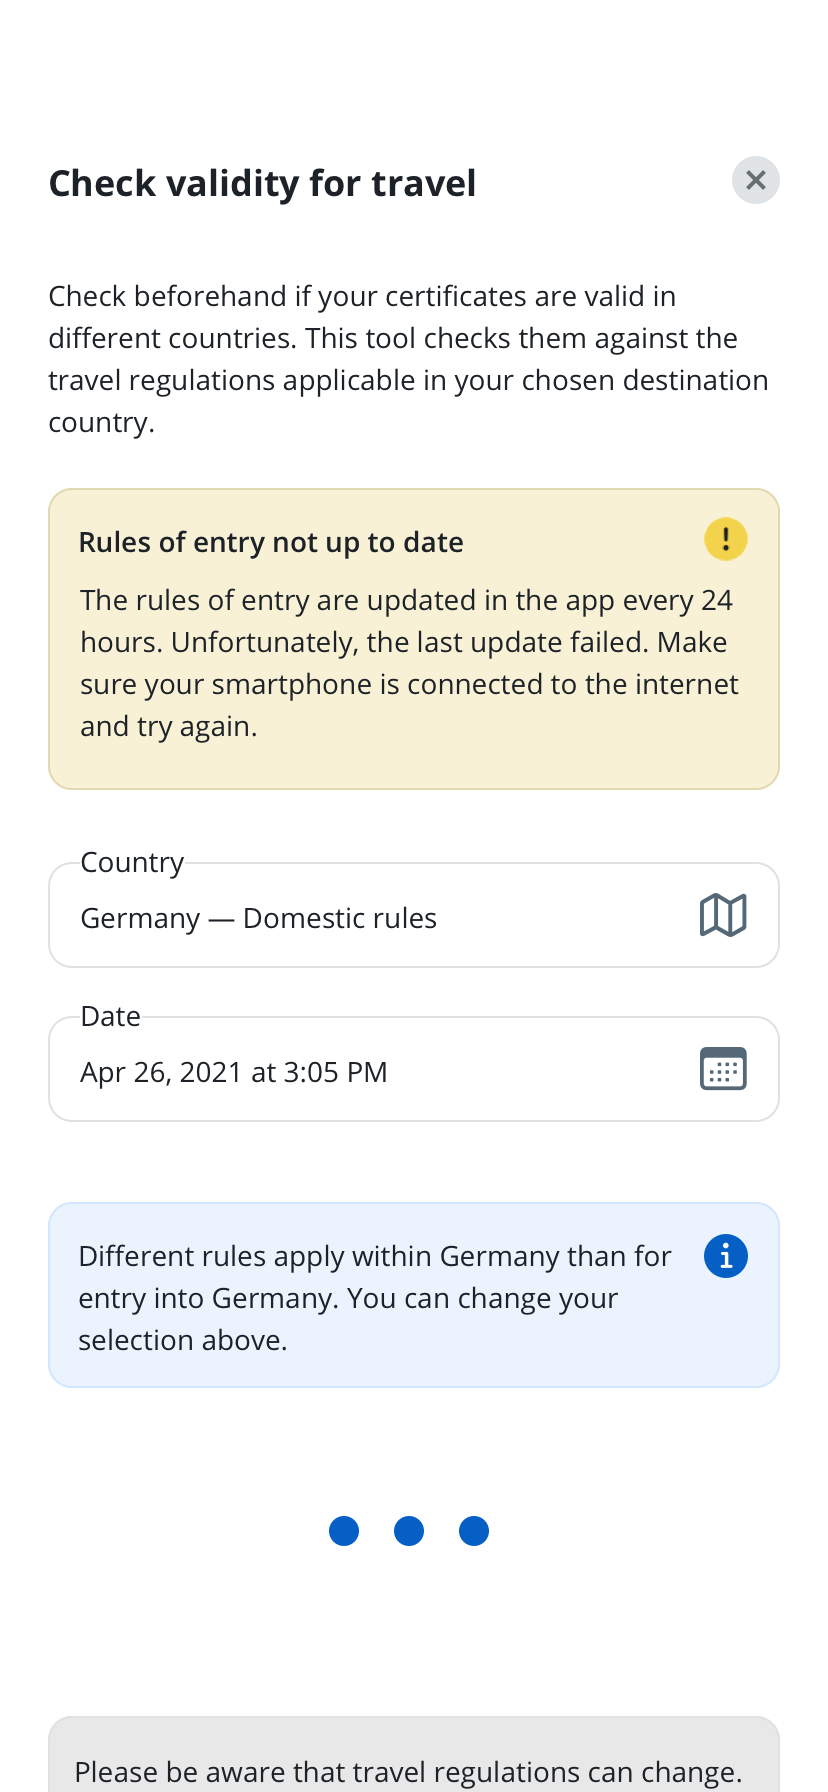 Check validity for travel
Check beforehand if your certificates are valid in
different countries. This tool checks them against the
travel regulations applicable in your chosen destination
country.
Rules of entry not up to date
The rules of entry are updated in the app every 24
hours. Unfortunately, the last update failed. Make
sure your smartphone is connected to the internet
and try again.
Country
Germany — Domestic rules
Date
Apr 26, 2021 at 3:05 PM
Different rules apply within Germany than for
entry into Germany. You can change your
selection above.
Please be aware that travel regulations can change.